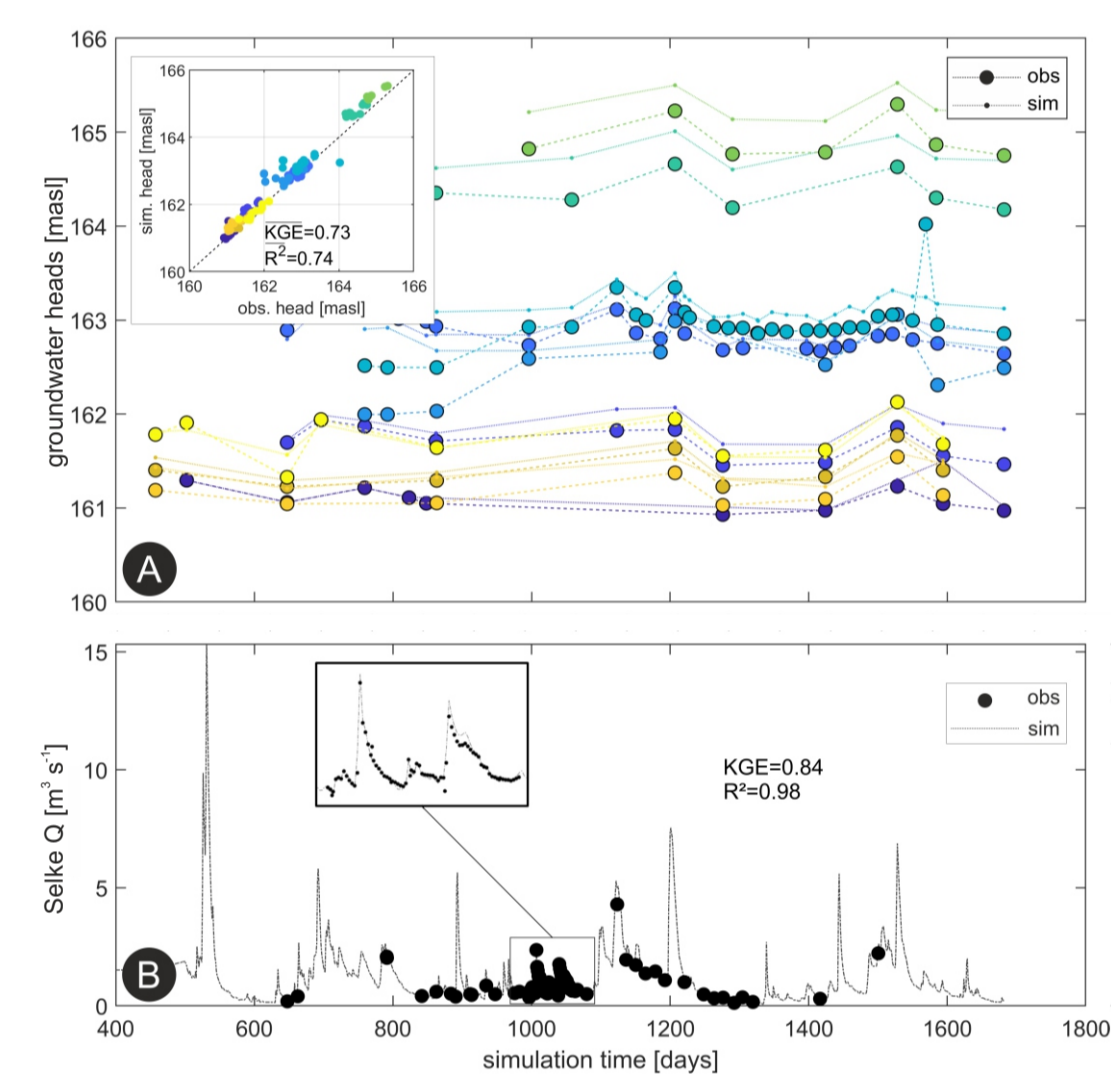 166
165
164
163
162
161
160
groundwater heads [masl]
obs
sim
166
164
162
160
sim. head [masl]
KGE=0.73
R²=0.74
160 162 164 166
obs. head [masl]
A
15
10
5
0
Selke Q [m³ s⁻¹]
obs
sim
KGE=0.84
R²=0.98
B
400 600 800 1000 1200 1400 1600 1800
simulation time [days]